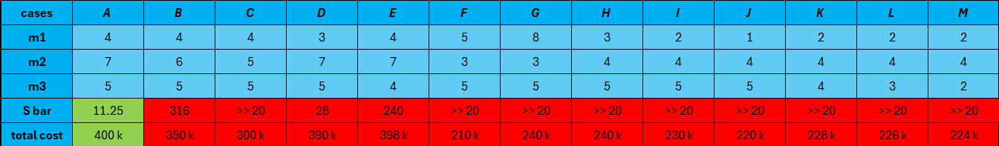 cases A B C D E F G H I J K L M
m1 4 4 4 3 4 5 8 3 2 1 2 2 2
m2 7 6 5 7 7 3 3 4 4 4 4 4 4
m3 5 5 5 5 4 5 5 5 5 5 4 3 2
S bar 11.25 316 >> 20 28 240 >> 20 >> 20 >> 20 >> 20 >> 20 >> 20 >> 20 >> 20
total cost 400 k 350 k 300 k 390 k 398 k 210 k 240 k 240 k 230 k 220 k 228 k 226 k 224 k